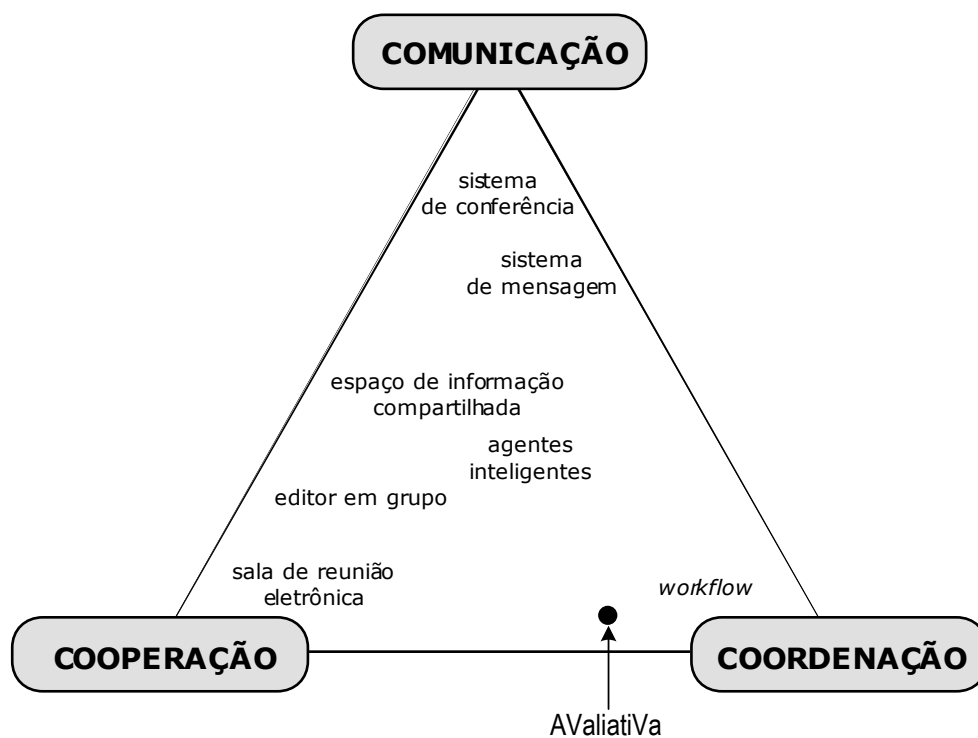 COMUNICAÇÃO
sistema
de conferência
sistema
de mensagem
espaço de informação
compartilhada
agentes
inteligentes
editor em grupo
sala de reunião
eletrônica
workflow
COOPERAÇÃO
COORDENAÇÃO
AValiatiVa